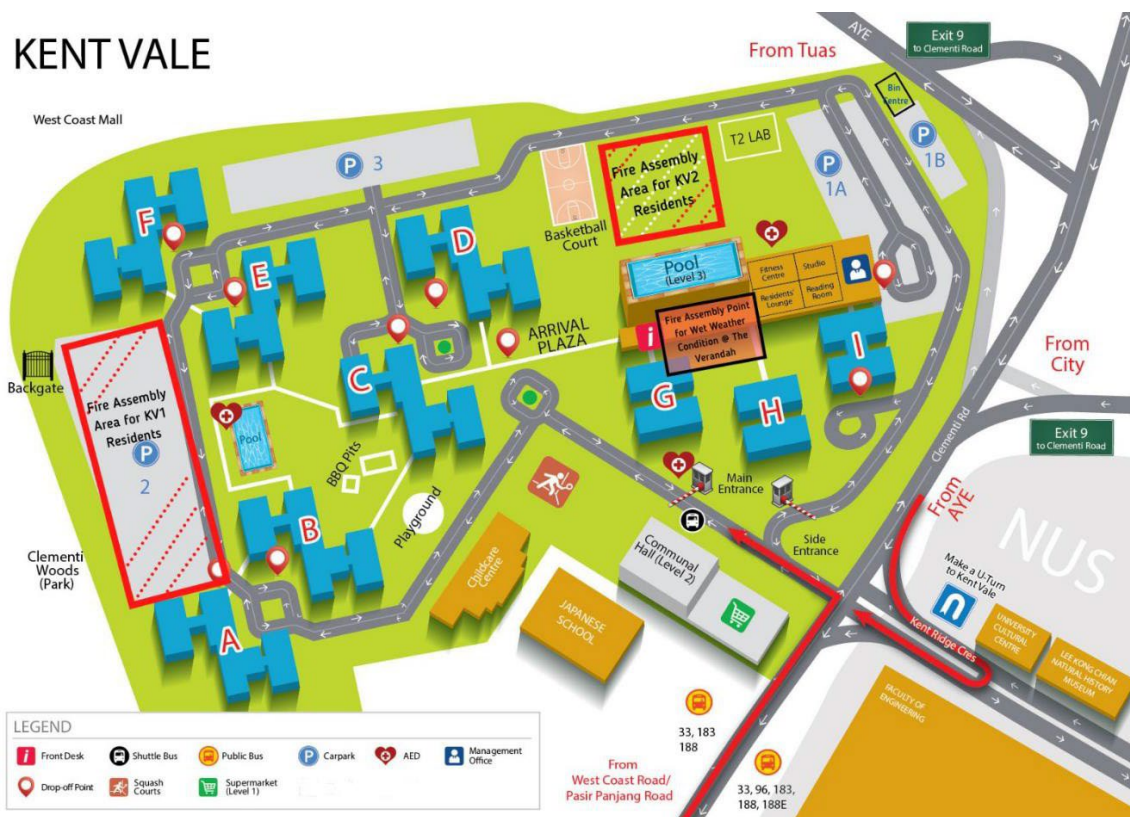 KENT VALE
West Coast Mall
From Tuas
AYE
Exit 9
to Clementi Road
Bin
Centre
P
1B
P
1A
T2 LAB
Fire Assembly
Area for KV2
Residents
Basketball
Court
P 3
F
E
D
Pool
(Level 3)
Fitness
Centre
Studio
Residents'
Lounge
Reading
Room
i
Fire Assembly Point
for Wet Weather
Condition @ The
Verandah
ARRIVAL
PLAZA
I
G
H
C
From
City
Clementi Rd
Exit 9
to Clementi Road
Backgate
Fire Assembly
Area for KV1
Residents
P
2
Pool
BBQ Pits
Playground
B
A
Clementi
Woods
(Park)
Main
Entrance
Side
Entrance
Childcare
Centre
JAPANESE
SCHOOL
Communal
Hall (Level 2)
From
AYE
NUS
Make a U-Turn
to Kent Vale
Kent Ridge Cres
UNIVERSITY
CULTURAL
CENTRE
LEE KONG CHIAN
NATURAL HISTORY
MUSEUM
FACULTY OF
ENGINEERING
33, 183
188
From
West Coast Road/
Pasir Panjang Road
33, 96, 183,
188, 188E
LEGEND
i Front Desk
Shuttle Bus
Public Bus
P Carpark
AED
Management
Office
Drop-off Point
Squash
Courts
Supermarket
(Level 1)